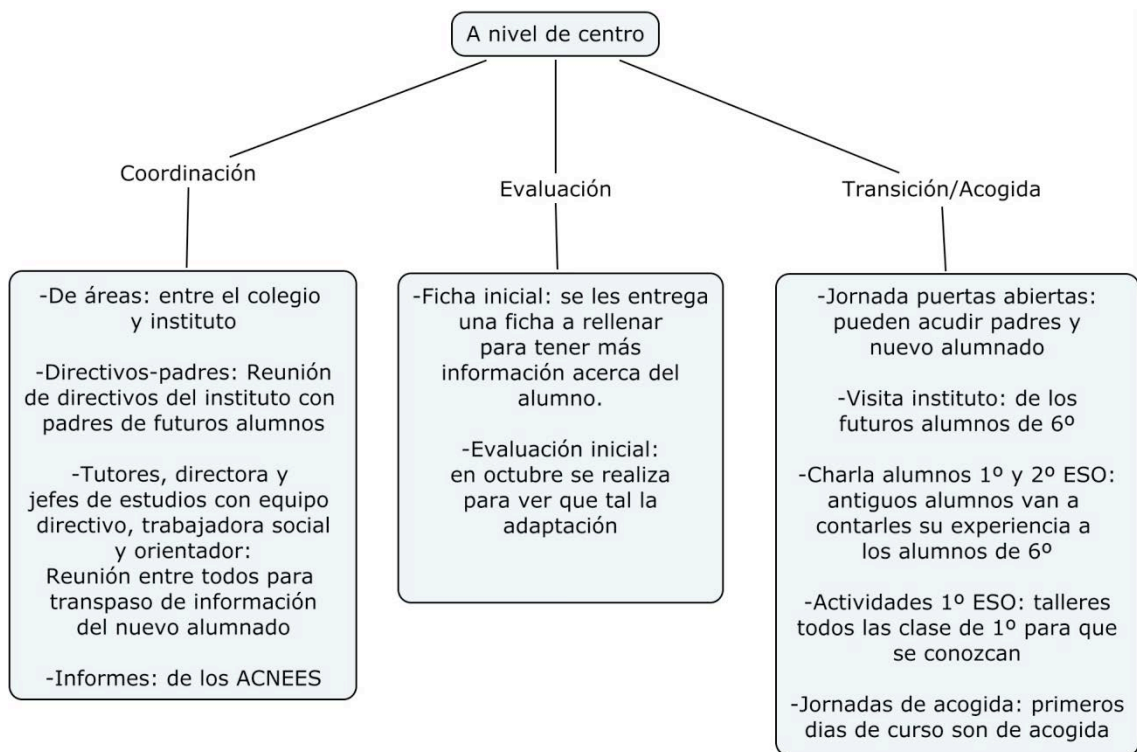 A nivel de centro
Coordinación
Evaluación
Transición/Acogida
-De áreas: entre el colegio
y instituto
-Directivos-padres: Reunión
de directivos del instituto con
padres de futuros alumnos
-Tutores, directora y
jefes de estudios con equipo
directivo, trabajadora social
y orientador:
Reunión entre todos para
transpaso de información
del nuevo alumnado
-Informes: de los ACNEES
-Ficha inicial: se les entrega
una ficha a rellenar
para tener más
información acerca del
alumno.
-Evaluación inicial:
en octubre se realiza
para ver que tal la
adaptación
-Jornada puertas abiertas:
pueden acudir padres y
nuevo alumnado
-Visita instituto: de los
futuros alumnos de 6º
-Charla alumnos 1º y 2º ESO:
antiguos alumnos van a
contarles su experiencia a
los alumnos de 6º
-Actividades 1º ESO: talleres
todos las clase de 1º para que
se conozcan
-Jornadas de acogida: primeros
dias de curso son de acogida